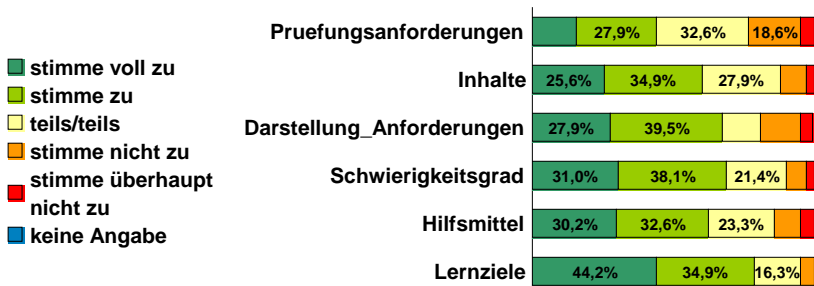 stimme voll zu
stimme zu
teils/teils
stimme nicht zu
stimme überhaupt
nicht zu
keine Angabe
Pruefungsanforderungen 27,9% 32,6% 18,6%
Inhalte 25,6% 34,9% 27,9%
Darstellung_Anforderungen 27,9% 39,5%
Schwierigkeitsgrad 31,0% 38,1% 21,4%
Hilfsmittel 30,2% 32,6% 23,3%
Lernziele 44,2% 34,9% 16,3%